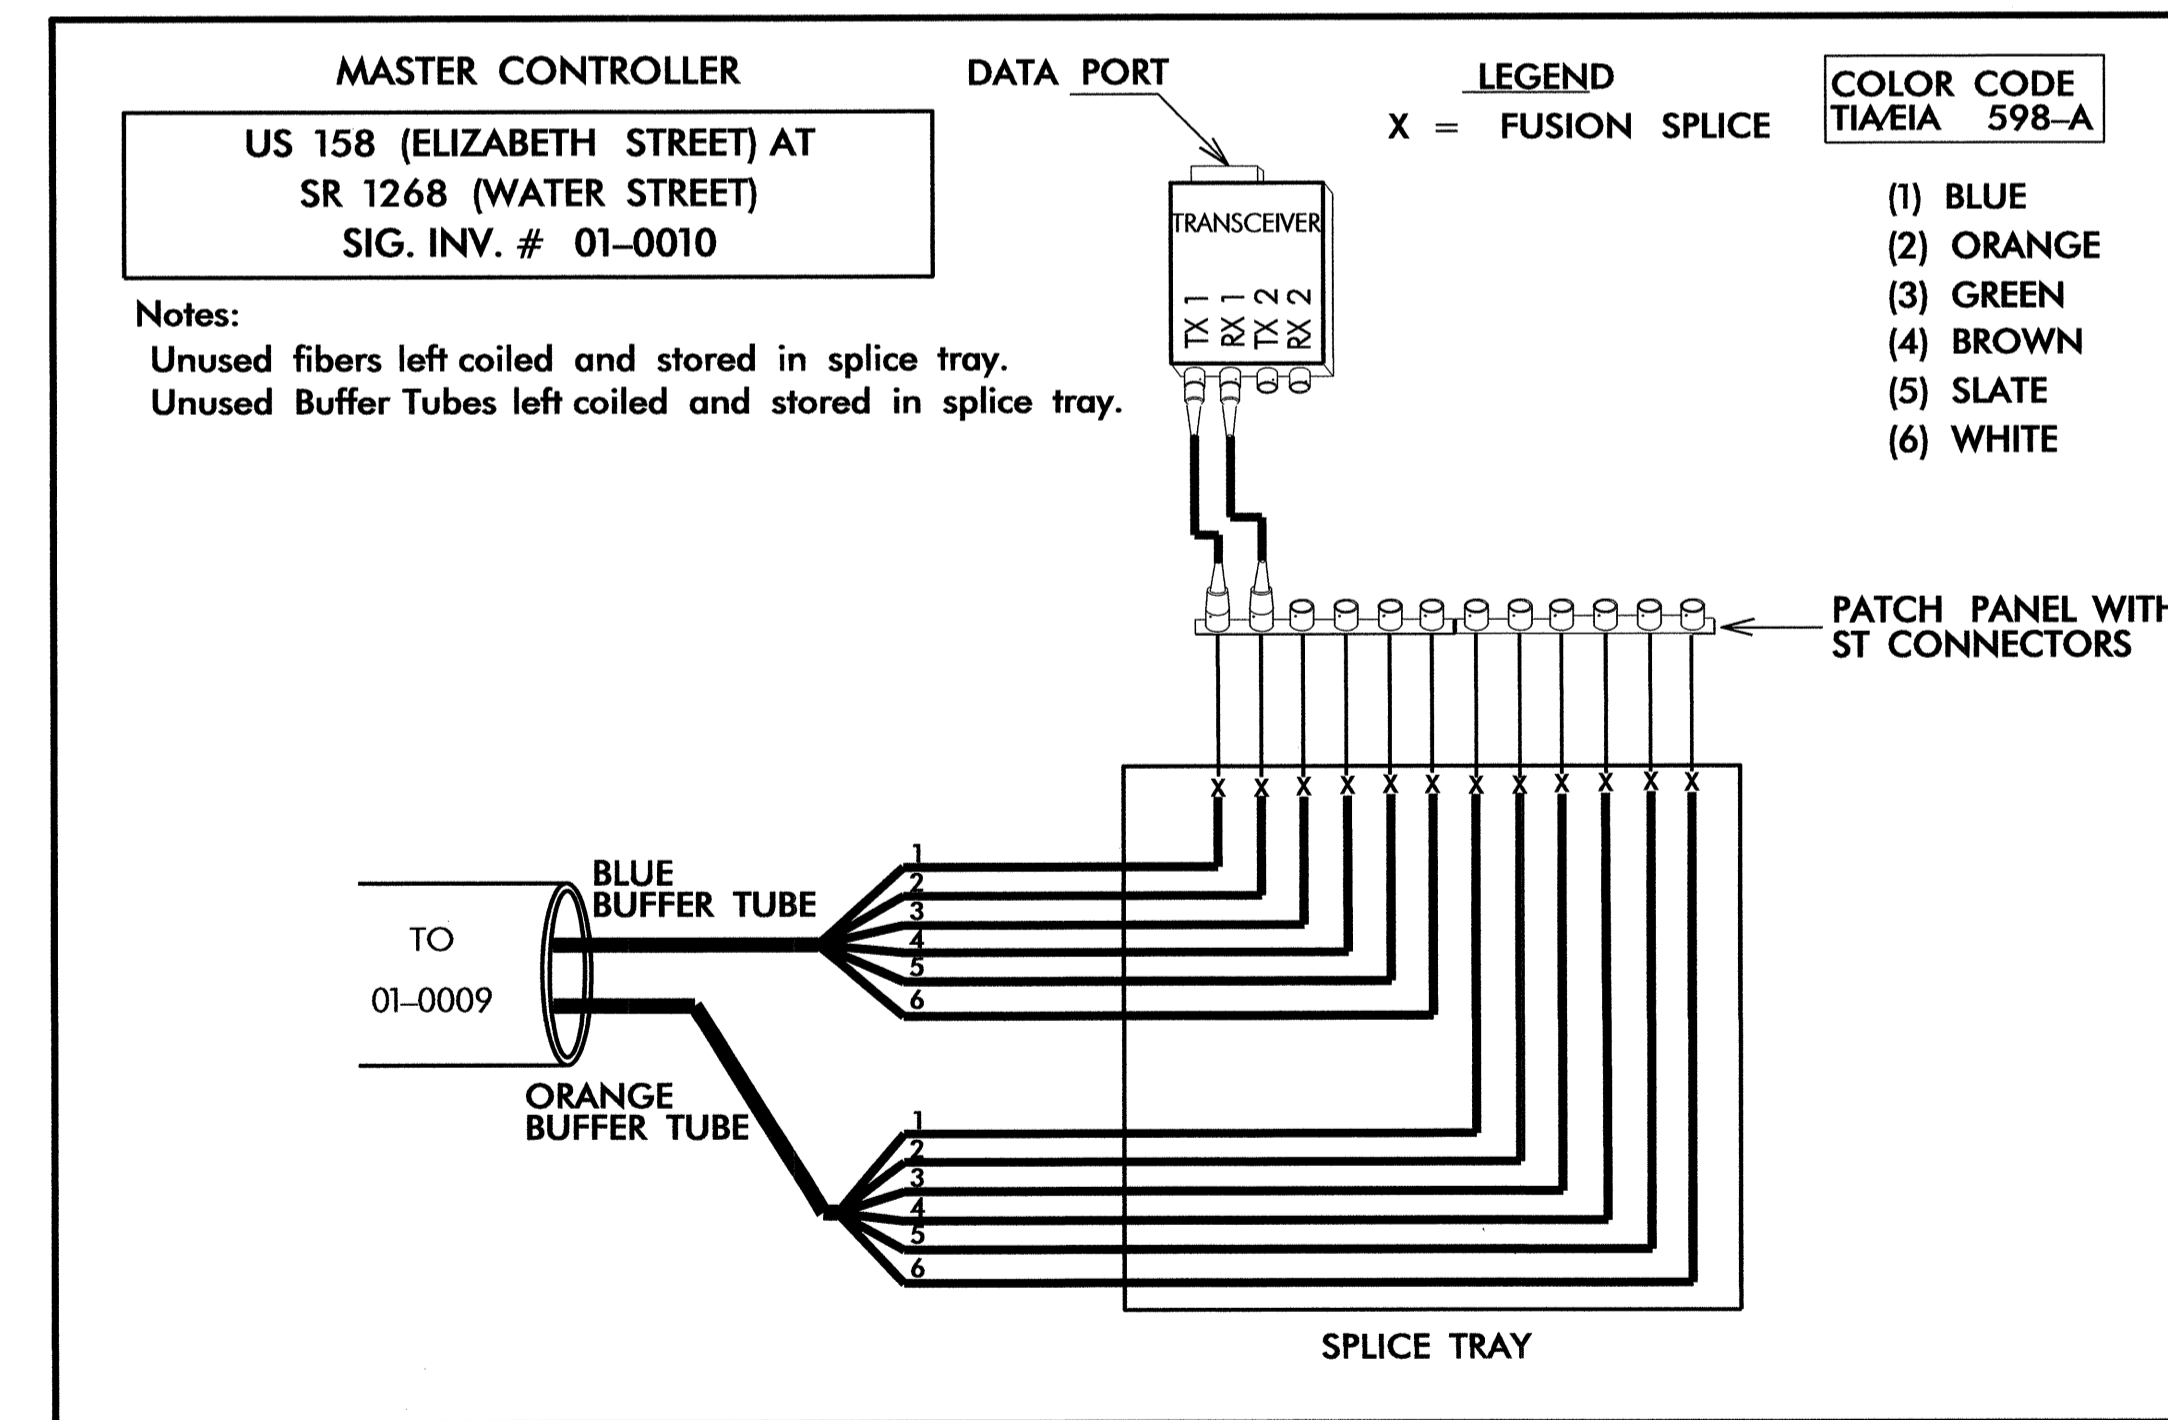 MASTER CONTROLLER
US 158 (ELIZABETH STREET) AT
SR 1268 (WATER STREET)
SIG. INV. # 01–0010
Notes:
Unused fibers left coiled and stored in splice tray.
Unused Buffer Tubes left coiled and stored in splice tray.
DATA PORT
TRANSCEIVER
TX 1
RX 1
TX 2
RX 2
LEGEND
X = FUSION SPLICE
COLOR CODE
TIA/EIA 598–A
(1) BLUE
(2) ORANGE
(3) GREEN
(4) BROWN
(5) SLATE
(6) WHITE
PATCH PANEL WITH
ST CONNECTORS
X X X X X X X X X X X X
BLUE
BUFFER TUBE
1
2
3
4
5
6
TO
01–0009
ORANGE
BUFFER TUBE
1
2
3
4
5
6
SPLICE TRAY